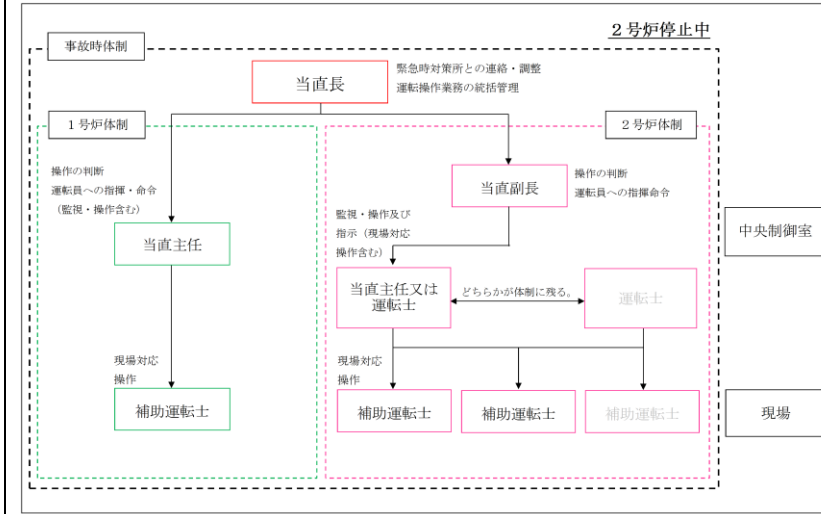 ２号炉停止中
事故時体制
当直長
緊急時対策所との連絡・調整
運転操作業務の統括管理
１号炉体制
２号炉体制
操作の判断
運転員への指揮・命令
（監視・操作含む）
当直主任
現場対応
操作
補助運転士
当直副長
操作の判断
運転員への指揮命令
監視・操作及び
指示（現場対応
操作含む）
当直主任又は
運転士
どちらかが体制に残る。
運転士
現場対応
操作
補助運転士
補助運転士
補助運転士
中央制御室
現場